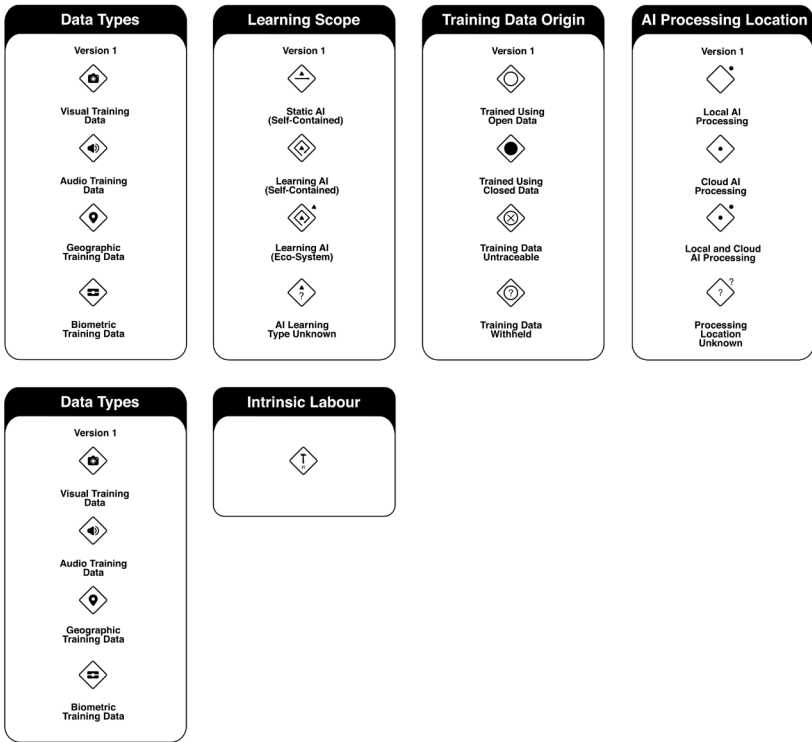 Data Types
Version 1
Visual Training
Data
Audio Training
Data
Geographic
Training Data
Biometric
Training Data
Learning Scope
Version 1
Static AI
(Self-Contained)
Learning AI
(Self-Contained)
Learning AI
(Eco-System)
?
AI Learning
Type Unknown
Training Data Origin
Version 1
Trained Using
Open Data
Trained Using
Closed Data
Training Data
Untraceable
?
Training Data
Withheld
AI Processing Location
Version 1
Local AI
Processing
Cloud AI
Processing
Local and Cloud
AI Processing
? ?
Processing
Location
Unknown
Data Types
Version 1
Visual Training
Data
Audio Training
Data
Geographic
Training Data
Biometric
Training Data
Intrinsic Labour
n